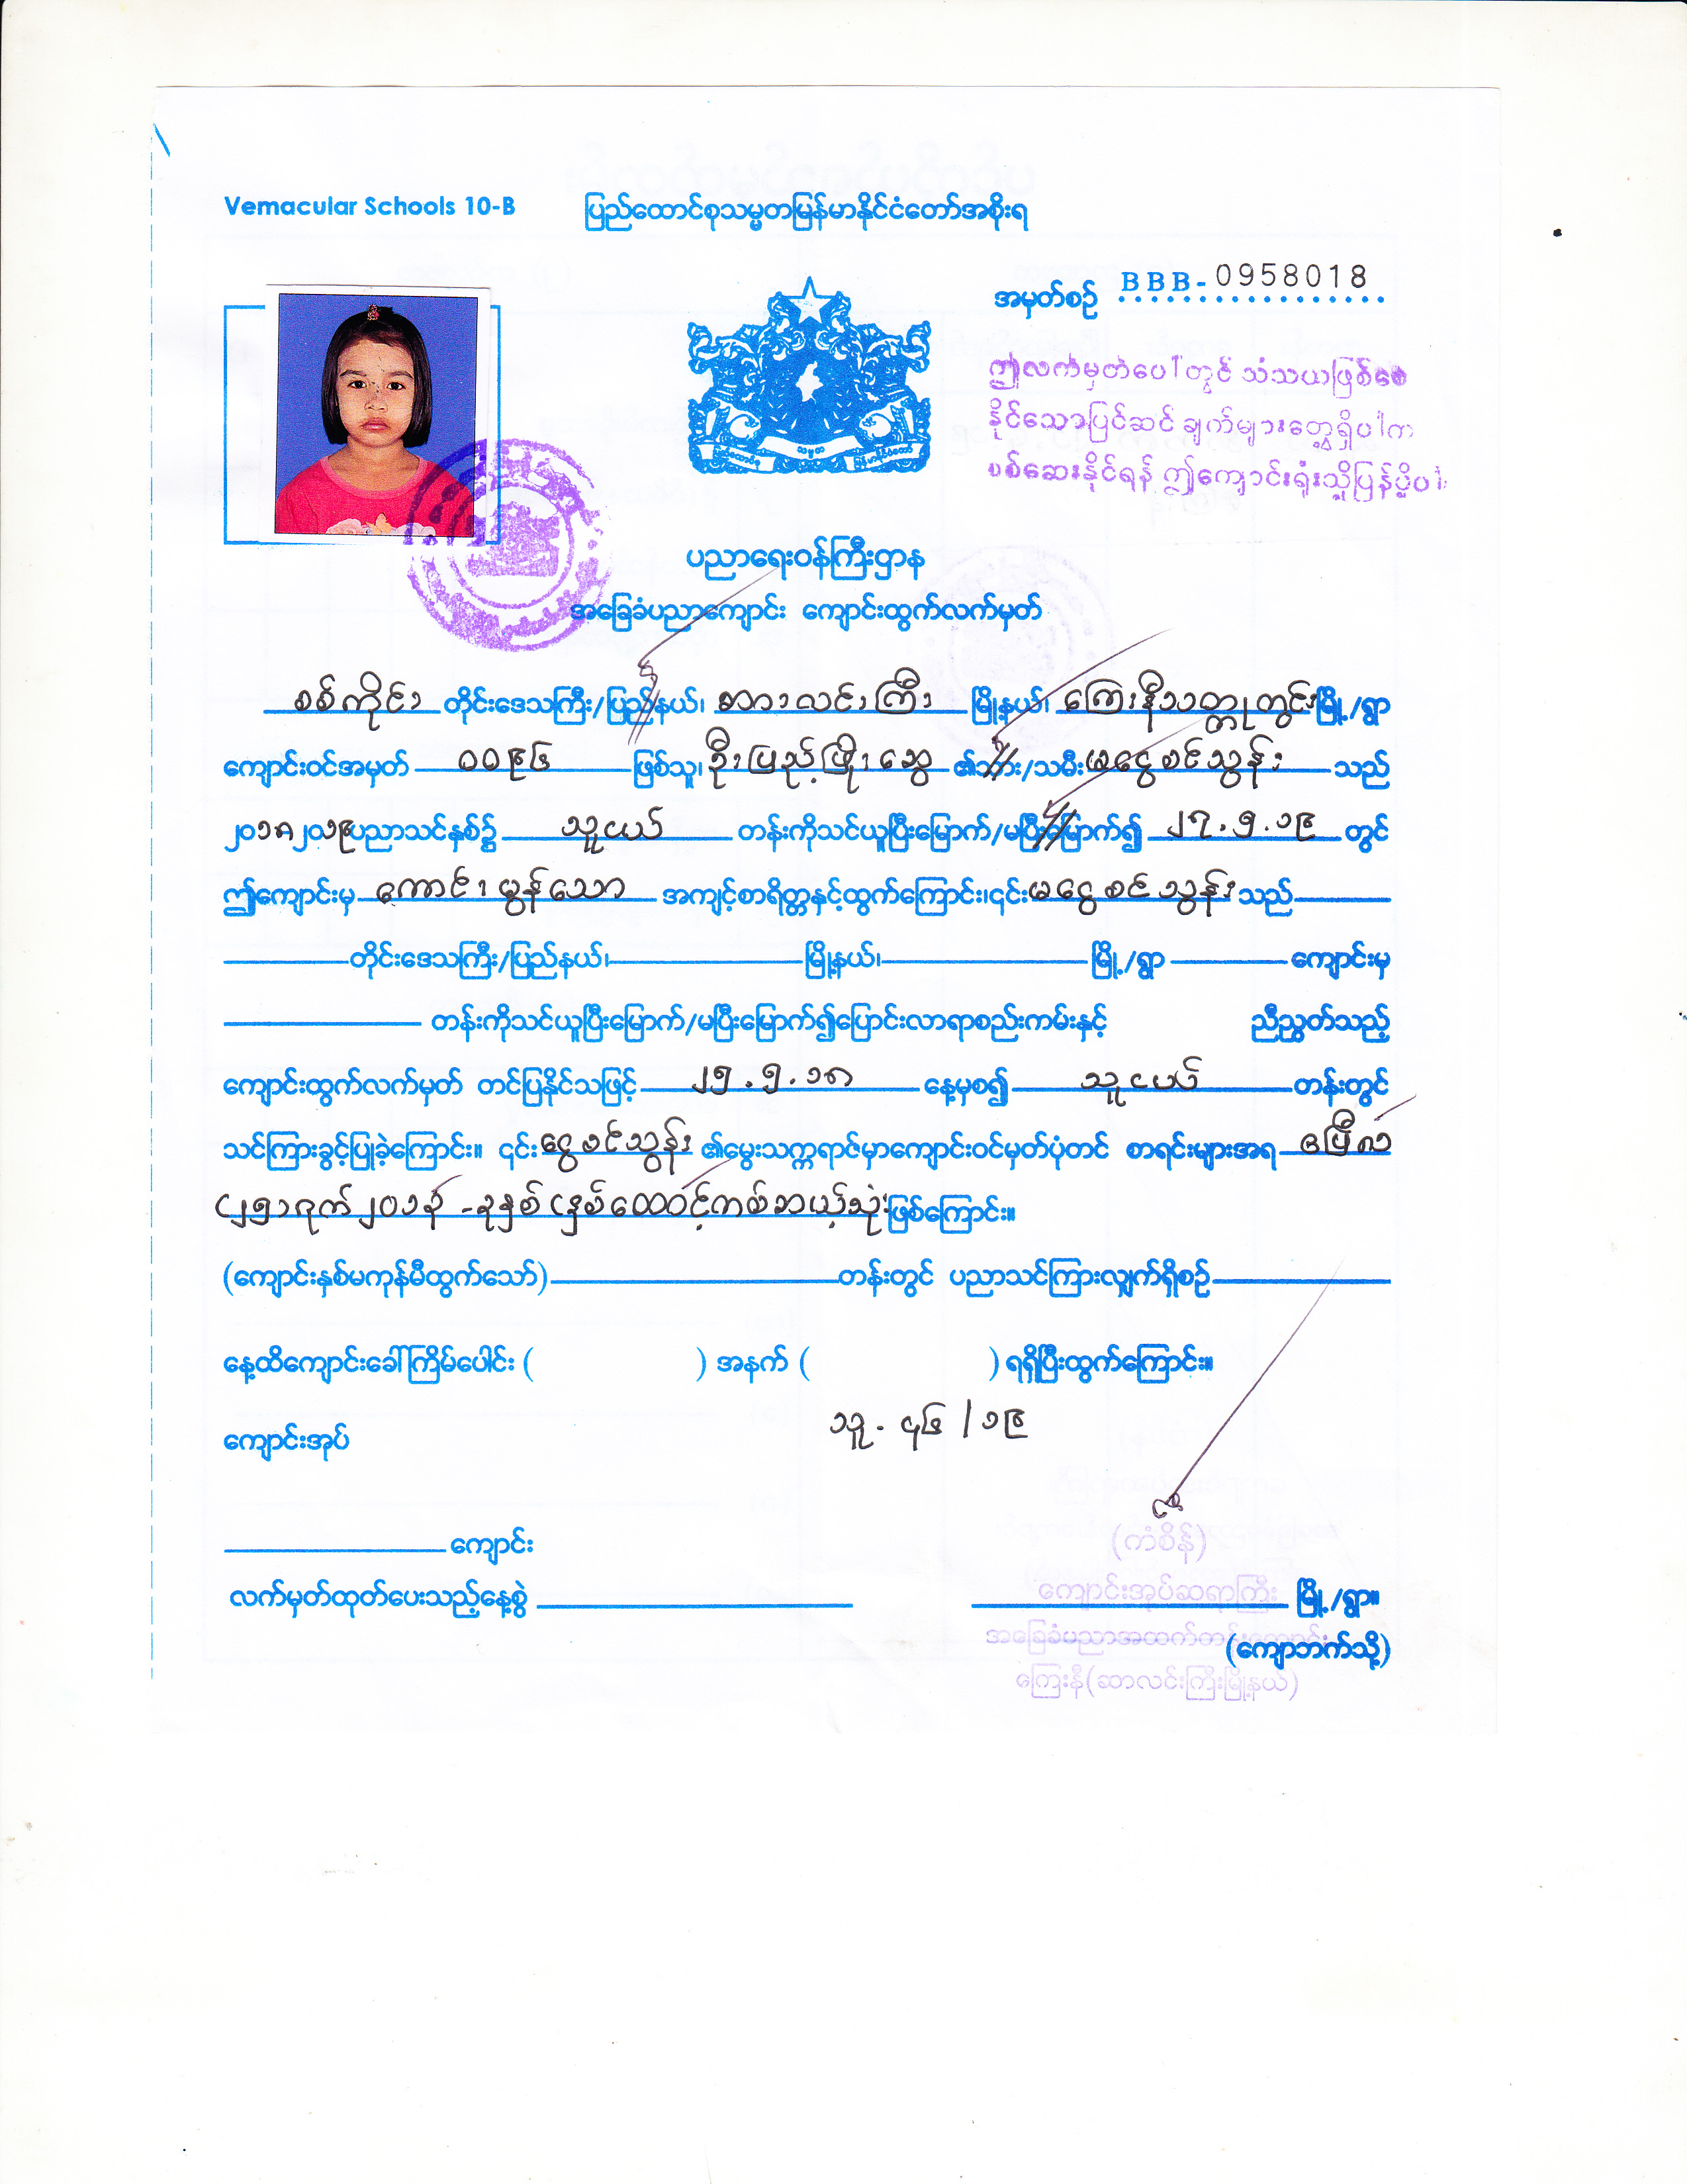 Vemacular Schools 10-B ပြည်ထောင်စုသမ္မတမြန်မာနိုင်ငံတော်အစိုးရ
အမှတ်စဉ် BBB-0958018
ဤလက်မှတ်ပေါ်တွင် သံသယဖြစ်စေ
နိုင်သောပြင်ဆင် ချက်များတွေ့ရှိပါက
စစ်ဆေးနိုင်ရန် ဤကျောင်းရုံးသို့ပြန်ပို့ပါ
ပညာရေးဝန်ကြီးဌာန
အခြေခံပညာကျောင်း ကျောင်းထွက်လက်မှတ်
စစ်ကိုင်း တိုင်းဒေသကြီး/ပြည်နယ်၊ ဆားလင်းကြီး မြို့နယ်၊ ကြေးနီသတ္တုတွင်း မြို့/ရွာ
ကျောင်းဝင်အမှတ် ၀၀၉၆ ဖြစ်သူ၊ ဦးပြည့်ဖြိုးဆွေ ၏သား/သမီး မငွေစင်သွန်း သည်
၂၀၁၈ ၂၀၁၉ ပညာသင်နှစ်၌ သူငယ် တန်းကိုသင်ယူပြီးမြောက်/မပြီးမြောက်၍ ၂၇.၅.၁၉ တွင်
ဤကျောင်းမှ ကောင်းမွန်သော အကျင့်စာရိတ္တနှင့်ထွက်ကြောင်း၊၎င်း မငွေစင်သွန်း သည်
တိုင်းဒေသကြီး/ပြည်နယ်၊ မြို့နယ်၊ မြို့/ရွာ ကျောင်းမှ
တန်းကိုသင်ယူပြီးမြောက်/မပြီးမြောက်၍ပြောင်းလာရာစည်းကမ်းနှင့် ညီညွတ်သည့်
ကျောင်းထွက်လက်မှတ် တင်ပြနိုင်သဖြင့် ၂၅.၅.၁၈ နေ့မှစ၍ သူငယ် တန်းတွင်
သင်ကြားခွင့်ပြုခဲ့ကြောင်း။ ၎င်း ငွေစင်သွန်း ၏မွေးသက္ကရာဇ်မှာကျောင်းဝင်မှတ်ပုံတင် စာရင်းများအရ ဧပြီလ
(၂၅)ရက် ၂၀၁၃ -ခုနှစ် (နှစ်ထောင့်တစ်ဆယ့်သုံး ဖြစ်ကြောင်း။
(ကျောင်းနှစ်မကုန်မီထွက်သော်) တန်းတွင် ပညာသင်ကြားလျှက်ရှိစဉ်
နေ့ထိကျောင်းခေါ်ကြိမ်ပေါင်း ( ) အနက် ( ) ရရှိပြီးထွက်ကြောင်း။
သူ - ၄၆ / ၁၉
ကျောင်းအုပ်
ကျောင်း
(ကံစိန်)
ကျောင်းအုပ်ဆရာကြီး
လက်မှတ်ထုတ်ပေးသည့်နေ့စွဲ မြို့/ရွာ။
အခြေခံပညာအထက်တန်းကျောင်း
(ကျောဘက်သို့)
ကြေးနီ(ဆာလင်းကြီးမြို့နယ်)